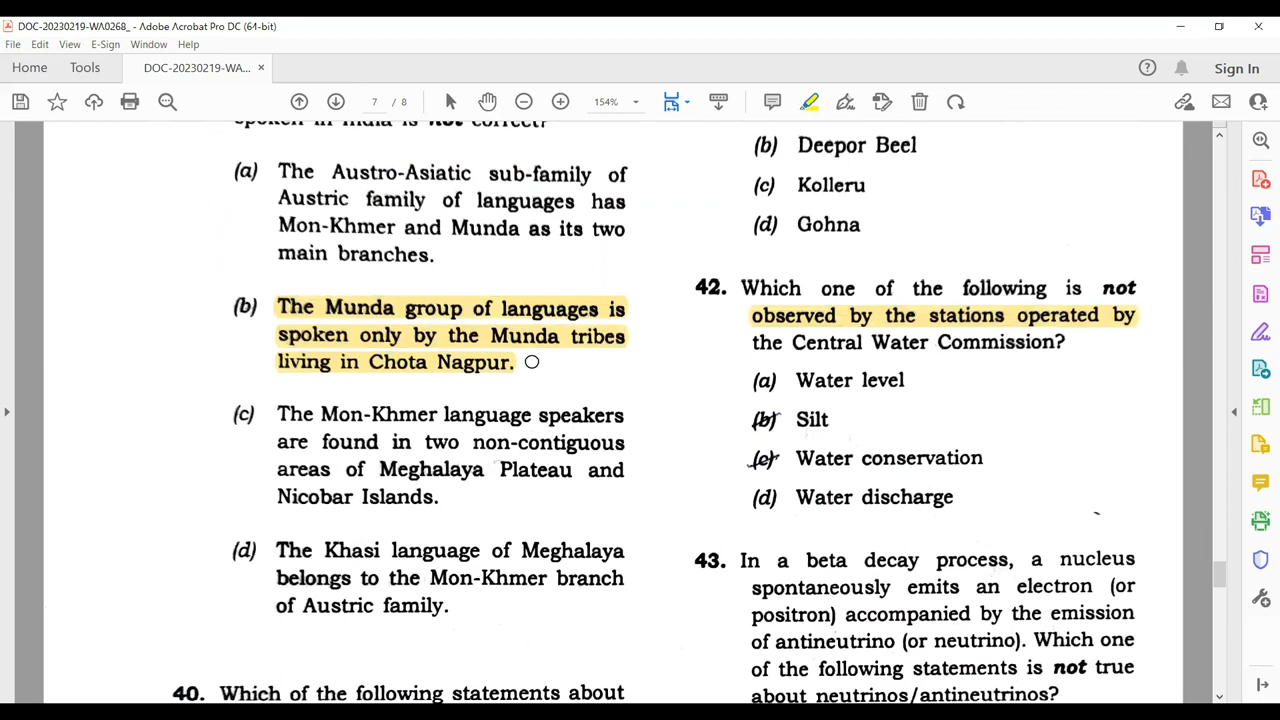 DOC-20230219-WA0268_ - Adobe Acrobat Pro DC (64-bit)
File Edit View E-Sign Window Help
Home Tools DOC-20230219-WA... × Sign In
7 / 8 154%
spoken in India is not correct?
(a) The Austro-Asiatic sub-family of
Austric family of languages has
Mon-Khmer and Munda as its two
main branches.
(b) The Munda group of languages is
spoken only by the Munda tribes
living in Chota Nagpur.
(c) The Mon-Khmer language speakers
are found in two non-contiguous
areas of Meghalaya Plateau and
Nicobar Islands.
(d) The Khasi language of Meghalaya
belongs to the Mon-Khmer branch
of Austric family.
40. Which of the following statements about
(b) Deepor Beel
(c) Kolleru
(d) Gohna
42. Which one of the following is not
observed by the stations operated by
the Central Water Commission?
(a) Water level
(b) Silt
(c) Water conservation
(d) Water discharge
43. In a beta decay process, a nucleus
spontaneously emits an electron (or
positron) accompanied by the emission
of antineutrino (or neutrino). Which one
of the following statements is not true
about neutrinos/antineutrinos?